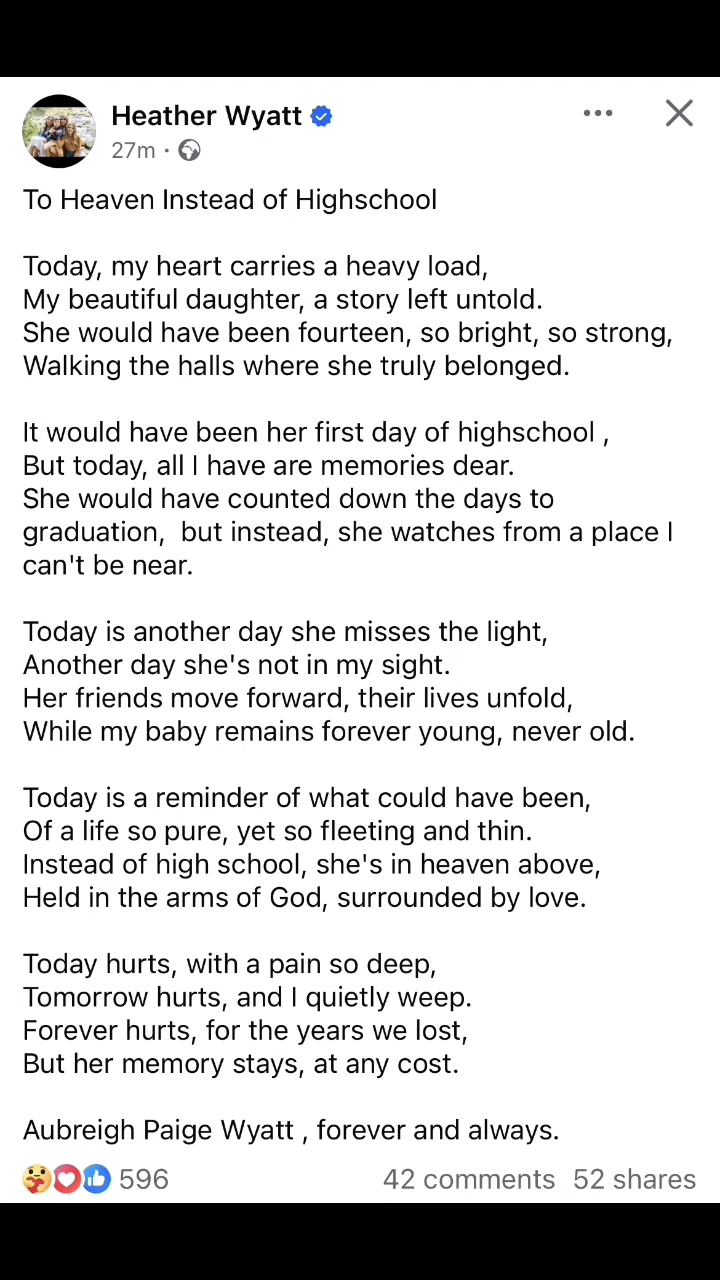 Heather Wyatt
27m ·
To Heaven Instead of Highschool
Today, my heart carries a heavy load,
My beautiful daughter, a story left untold.
She would have been fourteen, so bright, so strong,
Walking the halls where she truly belonged.
It would have been her first day of highschool ,
But today, all I have are memories dear.
She would have counted down the days to
graduation,  but instead, she watches from a place I
can't be near.
Today is another day she misses the light,
Another day she's not in my sight.
Her friends move forward, their lives unfold,
While my baby remains forever young, never old.
Today is a reminder of what could have been,
Of a life so pure, yet so fleeting and thin.
Instead of high school, she's in heaven above,
Held in the arms of God, surrounded by love.
Today hurts, with a pain so deep,
Tomorrow hurts, and I quietly weep.
Forever hurts, for the years we lost,
But her memory stays, at any cost.
Aubreigh Paige Wyatt , forever and always.
596 42 comments 52 shares